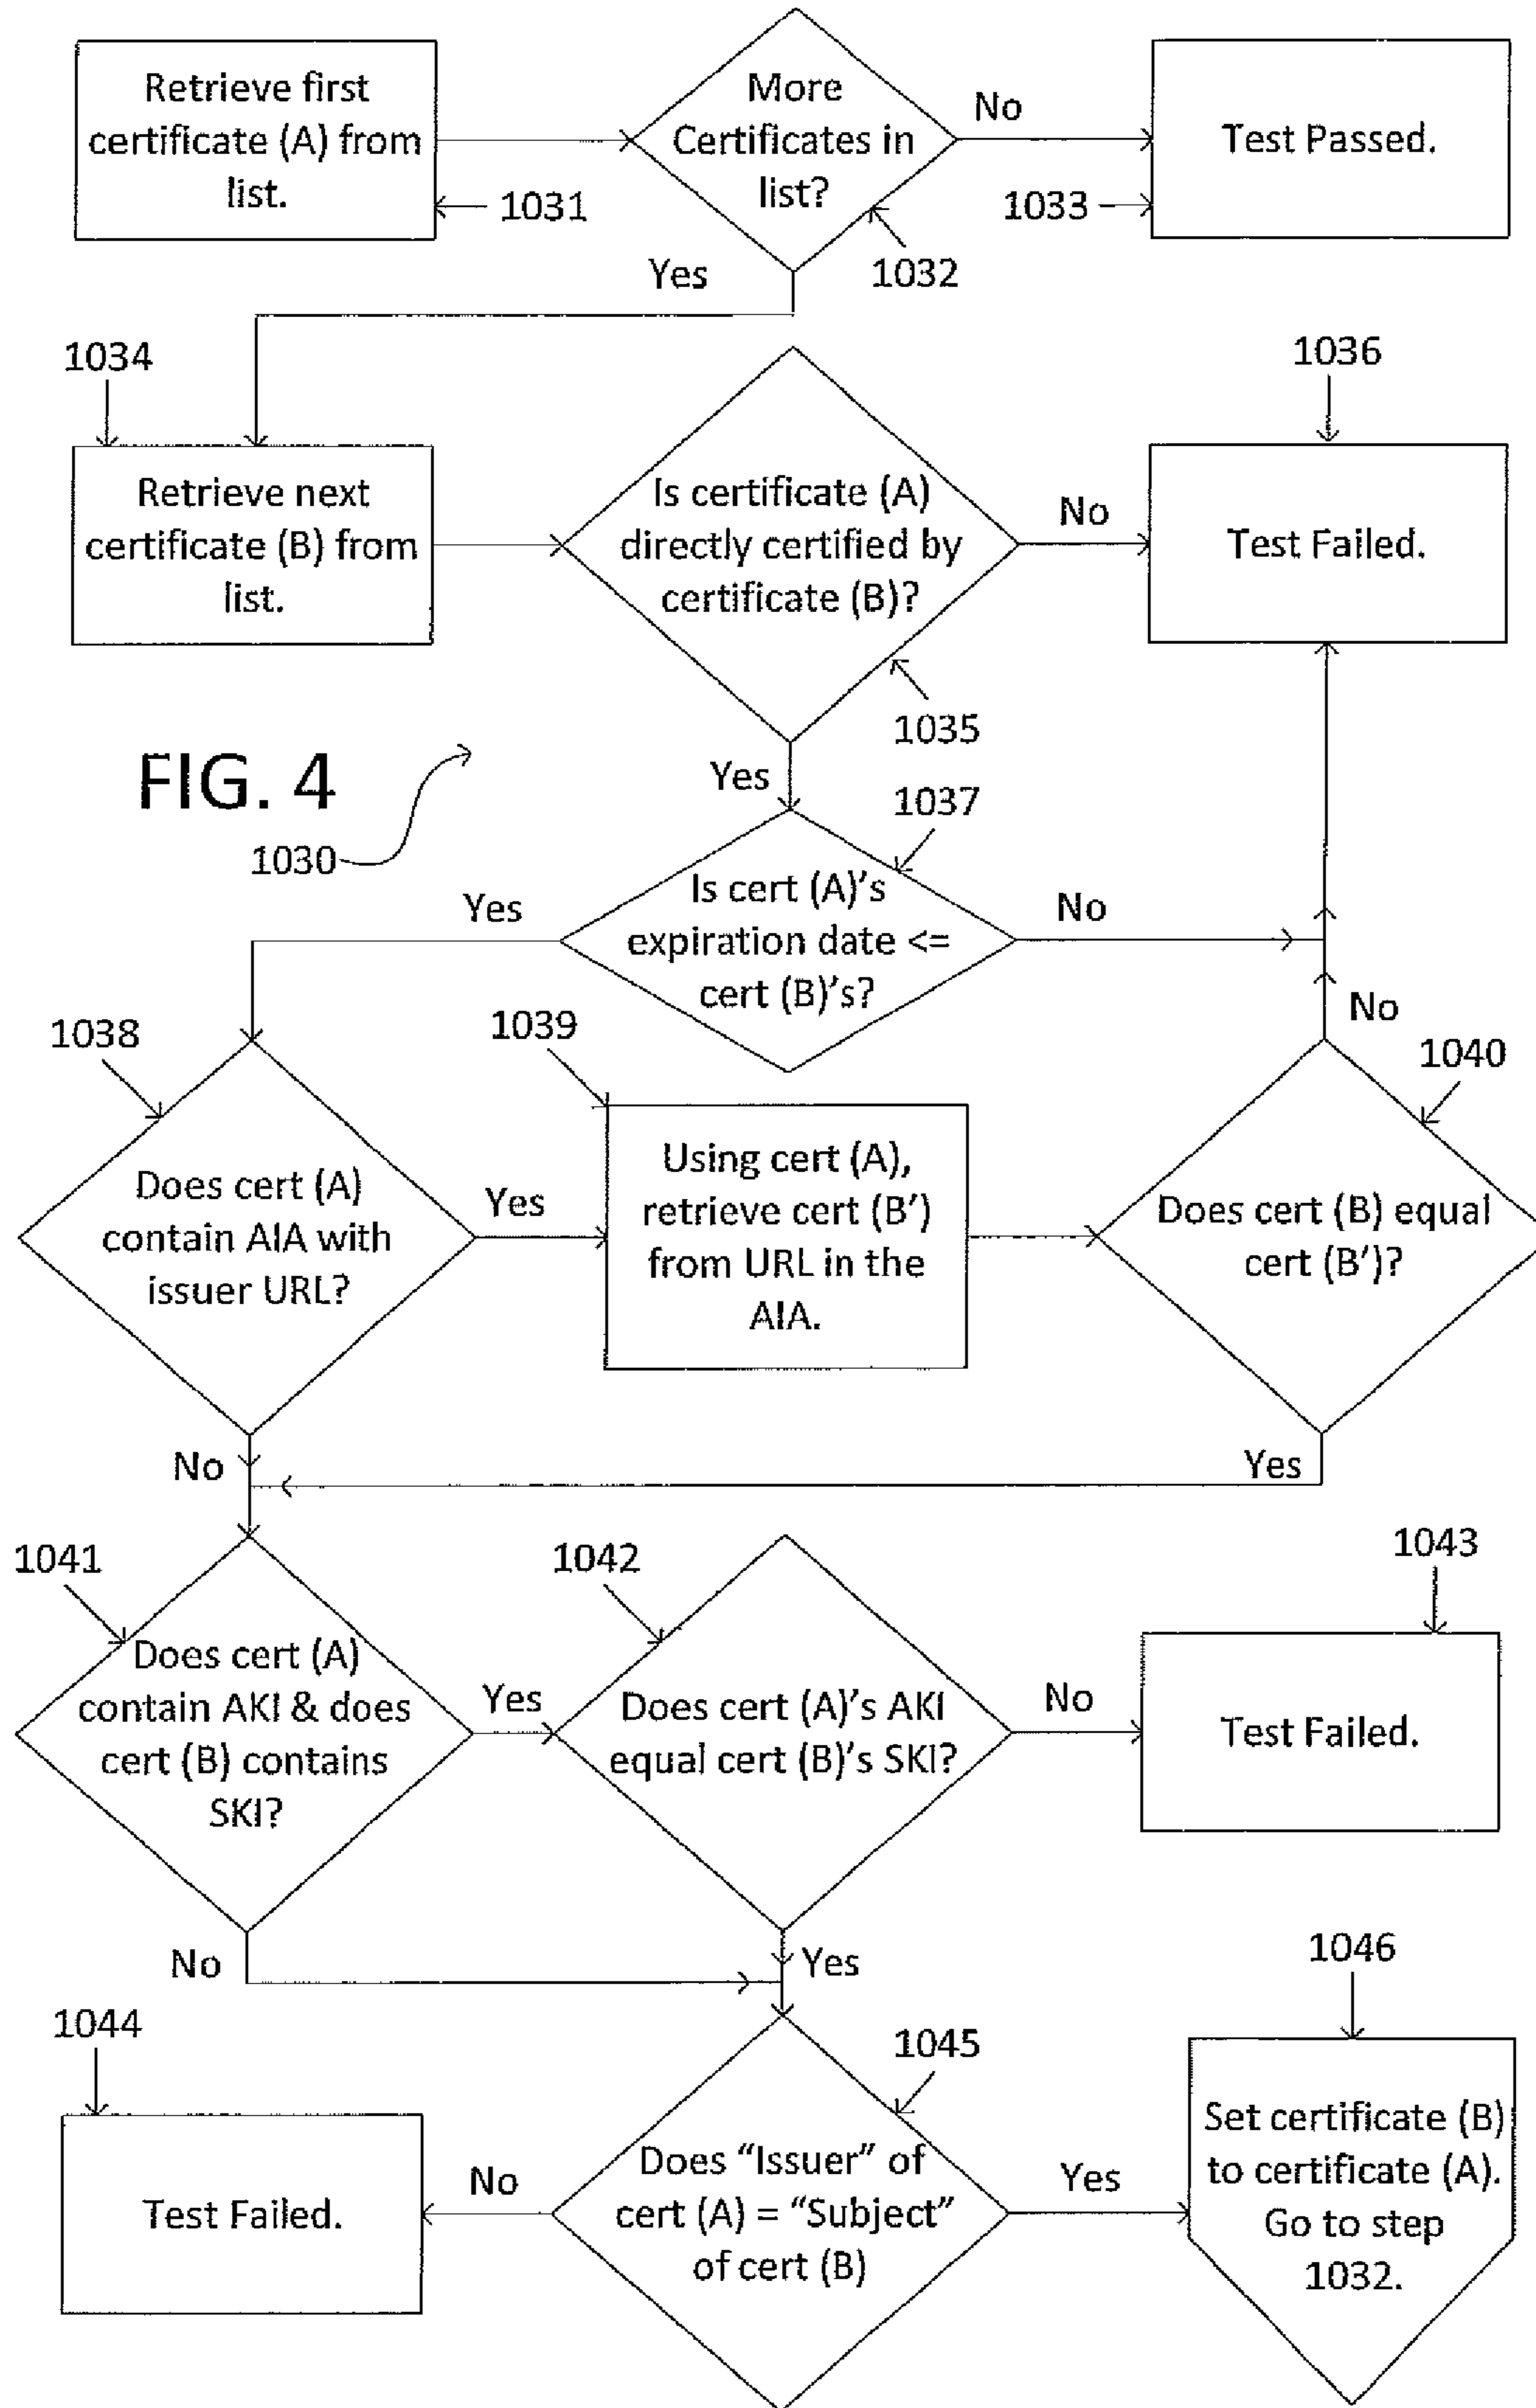 Retrieve first
certificate (A) from
list.
1031
More
Certificates in
list?
1032
No
Test Passed.
1033
Yes
1034
Retrieve next
certificate (B) from
list.
Is certificate (A)
directly certified by
certificate (B)?
1035
No
1036
Test Failed.
FIG. 4
1030
Yes
1037
Is cert (A)'s
expiration date <=
cert (B)'s?
Yes
No
1038
Does cert (A)
contain AIA with
issuer URL?
Yes
1039
Using cert (A),
retrieve cert (B')
from URL in the
AIA.
No
1040
Does cert (B) equal
cert (B')?
No
Yes
1041
Does cert (A)
contain AKI & does
cert (B) contains
SKI?
Yes
1042
Does cert (A)'s AKI
equal cert (B)'s SKI?
No
1043
Test Failed.
No
Yes
1044
Test Failed.
No
1045
Does “Issuer” of
cert (A) = “Subject”
of cert (B)
Yes
1046
Set certificate (B)
to certificate (A).
Go to step
1032.